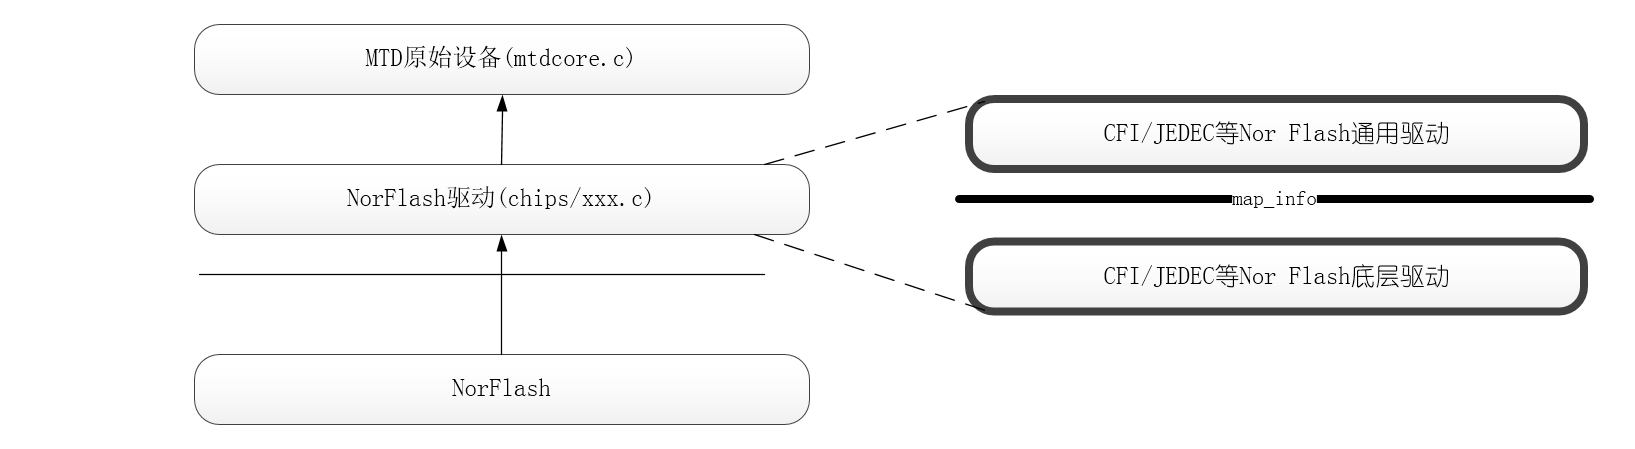 MTD原始设备(mtdcore.c)
NorFlash驱动(chips/xxx.c)
NorFlash
CFI/JEDEC等Nor Flash通用驱动
map_info
CFI/JEDEC等Nor Flash底层驱动